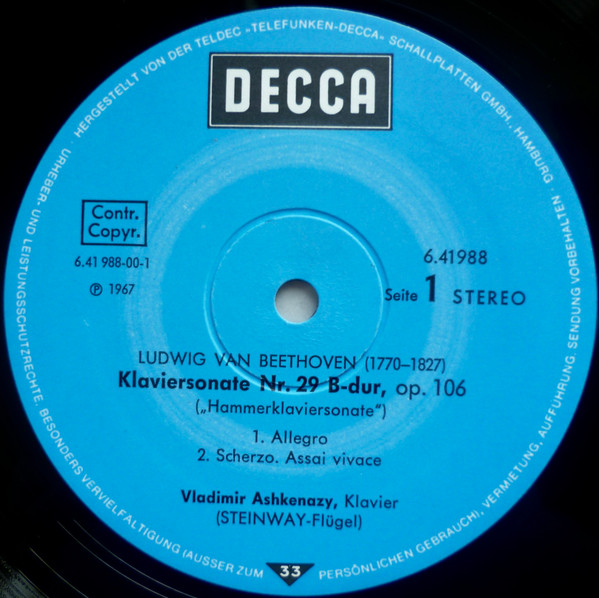 HERGESTELLT VON DER TELDEC »TELEFUNKEN-DECCA« SCHALLPLATTEN GMBH., HAMBURG · URHEBER- UND LEISTUNGSSCHUTZRECHTE, BESONDERS VERVIELFÄLTIGUNG (AUSSER ZUM PERSÖNLICHEN GEBRAUCH), VERMIETUNG, AUFFÜHRUNG, SENDUNG VORBEHALTEN ·
DECCA
Contr.
Copyr.
6.41 988-00-1
Ⓟ 1967
6.41988
Seite 1 STEREO
LUDWIG VAN BEETHOVEN (1770–1827)
Klaviersonate Nr. 29 B-dur, op. 106
(„Hammerklaviersonate")
1. Allegro
2. Scherzo. Assai vivace
Vladimir Ashkenazy, Klavier
(STEINWAY-Flügel)
33